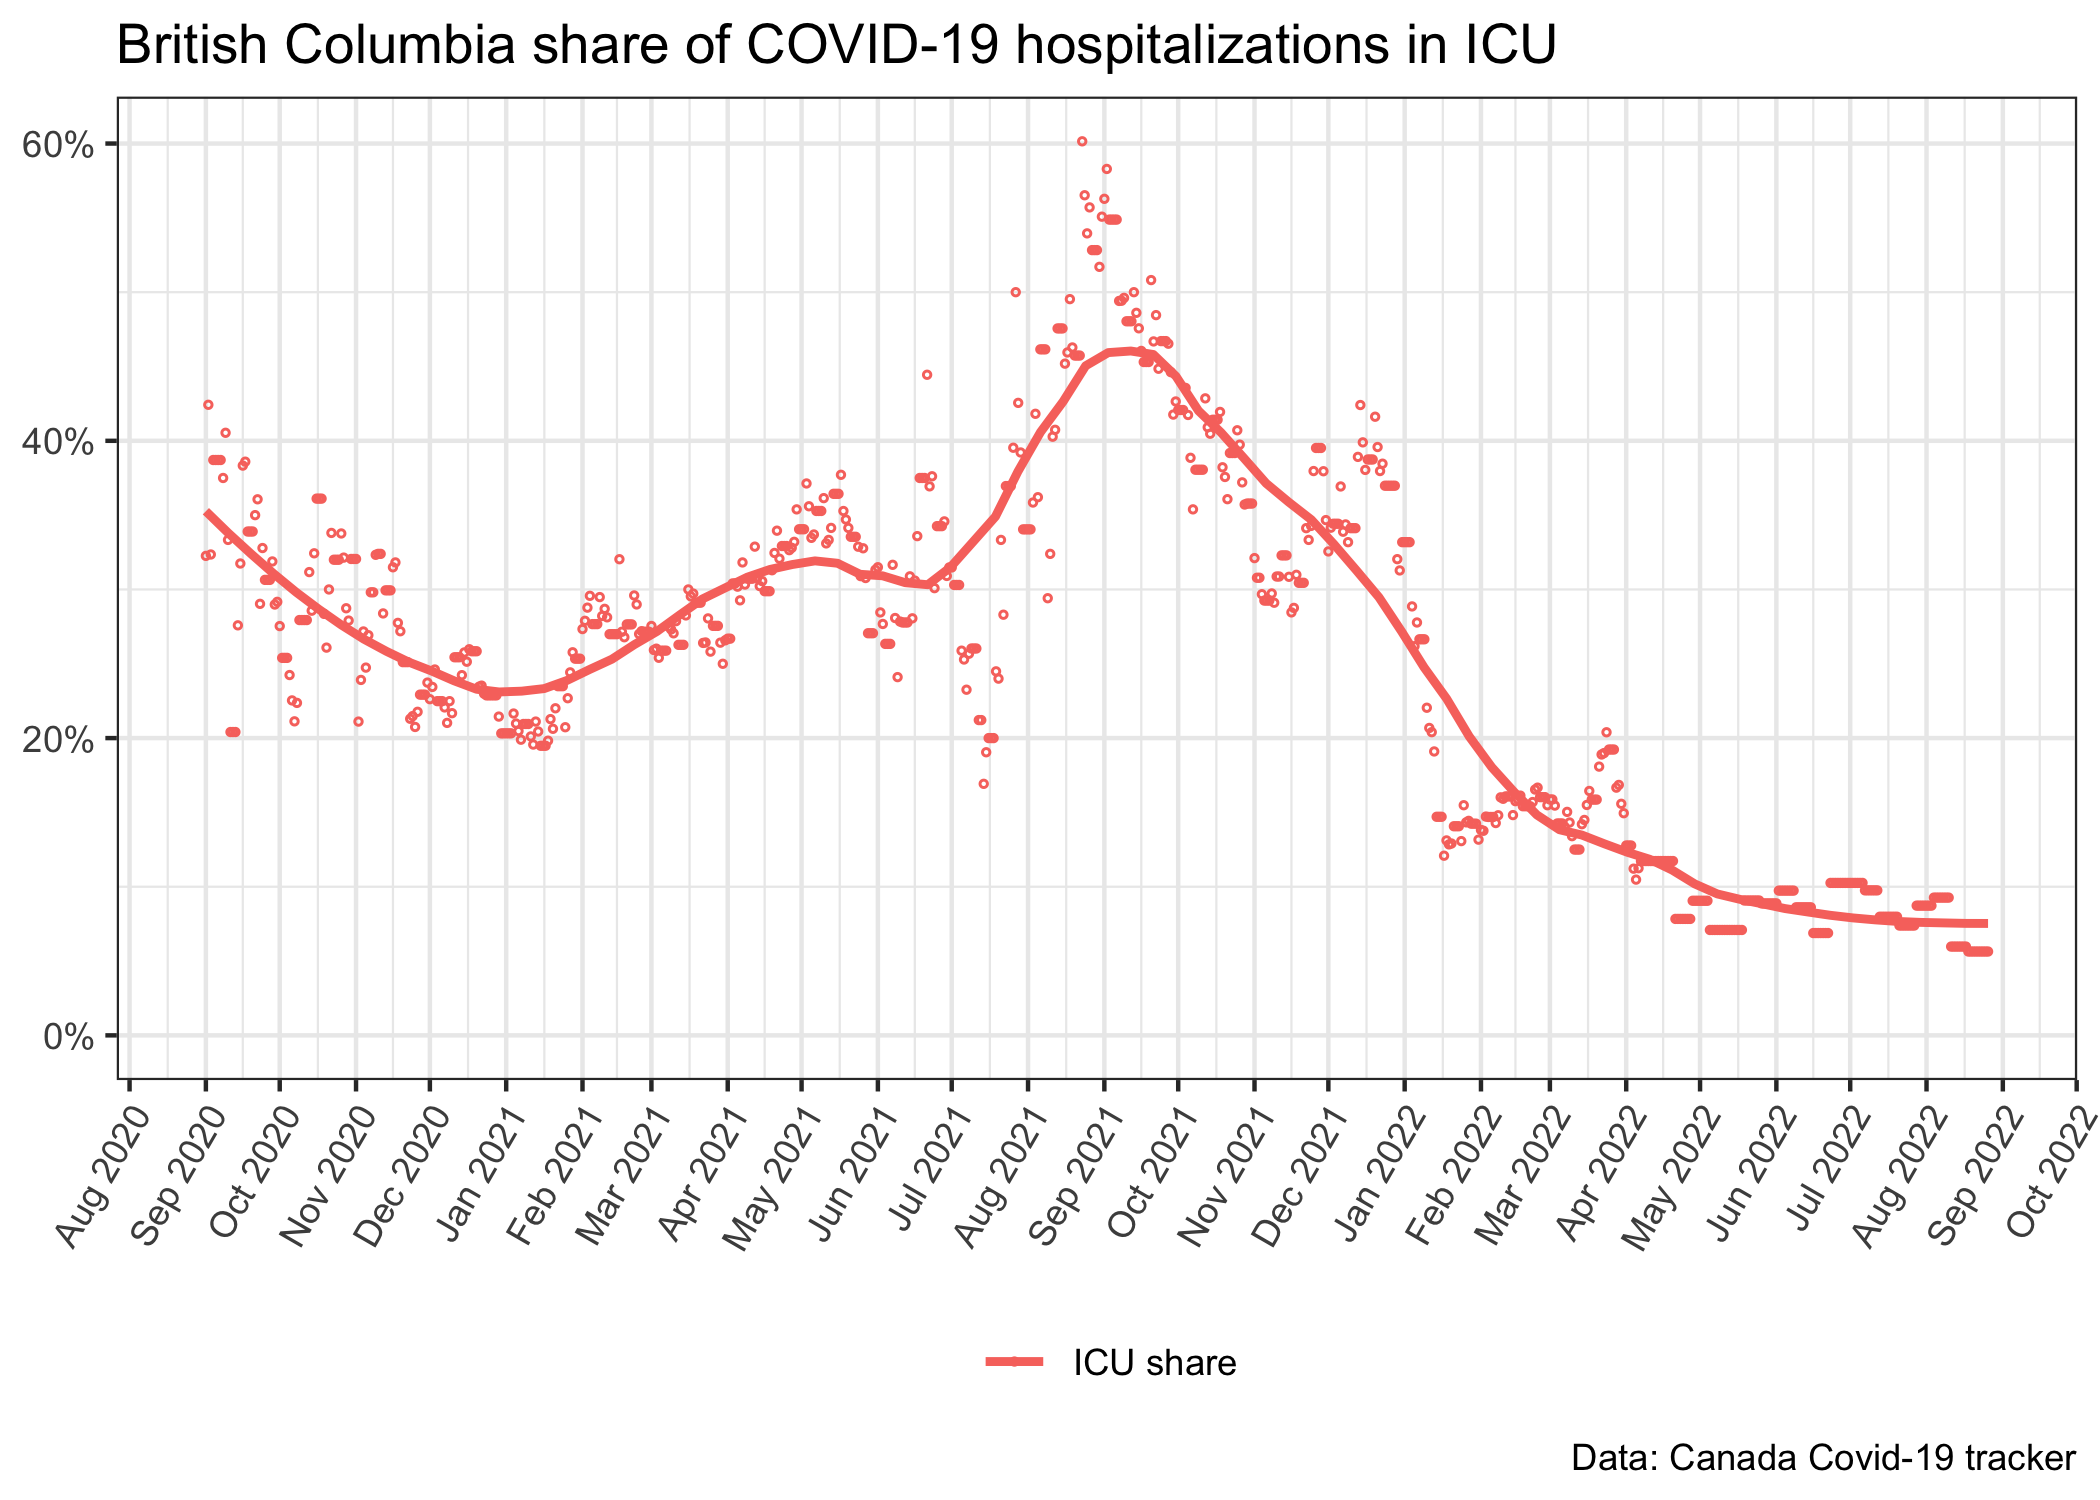 British Columbia share of COVID-19 hospitalizations in ICU
60%
40%
20%
0%
Aug 2020
Sep 2020
Oct 2020
Nov 2020
Dec 2020
Jan 2021
Feb 2021
Mar 2021
Apr 2021
May 2021
Jun 2021
Jul 2021
Aug 2021
Sep 2021
Oct 2021
Nov 2021
Dec 2021
Jan 2022
Feb 2022
Mar 2022
Apr 2022
May 2022
Jun 2022
Jul 2022
Aug 2022
Sep 2022
Oct 2022
ICU share
Data: Canada Covid-19 tracker